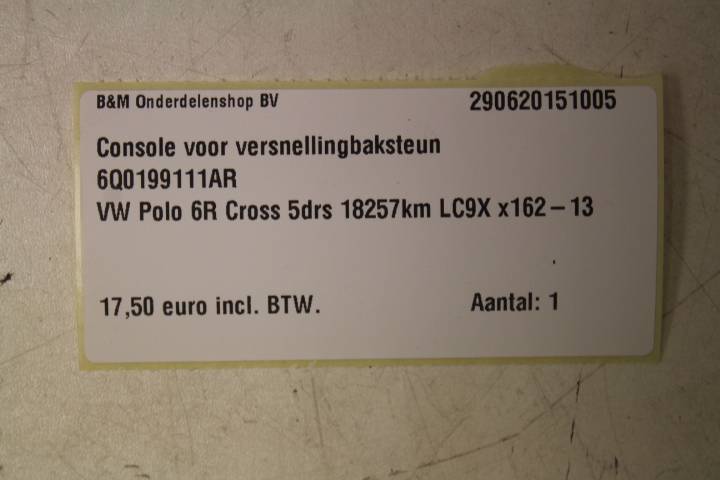 B&M Onderdelenshop BV 290620151005
Console voor versnellingbaksteun
6Q0199111AR
VW Polo 6R Cross 5drs 18257km LC9X x162-13
17,50 euro incl. BTW. Aantal: 1